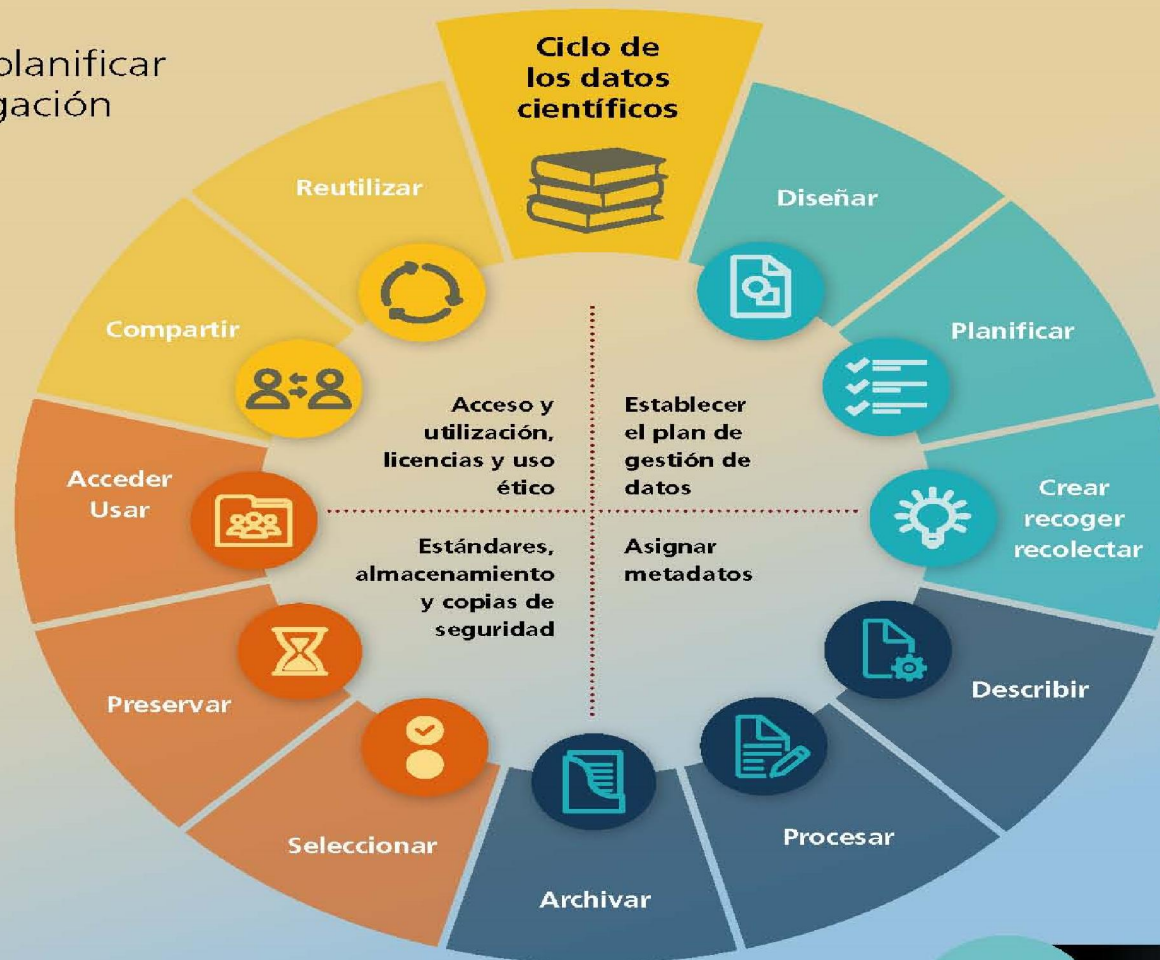 planificar
Ciclo de
los datos
científicos
Diseñar
Planificar
Crear
recoger
recolectar
Describir
Procesar
Archivar
Seleccionar
Preservar
Acceder
Usar
Compartir
Reutilizar
Acceso y
utilización,
licencias y uso
ético
Establecer
el plan de
gestión de
datos
Estándares,
almacenamiento
y copias de
seguridad
Asignar
metadatos